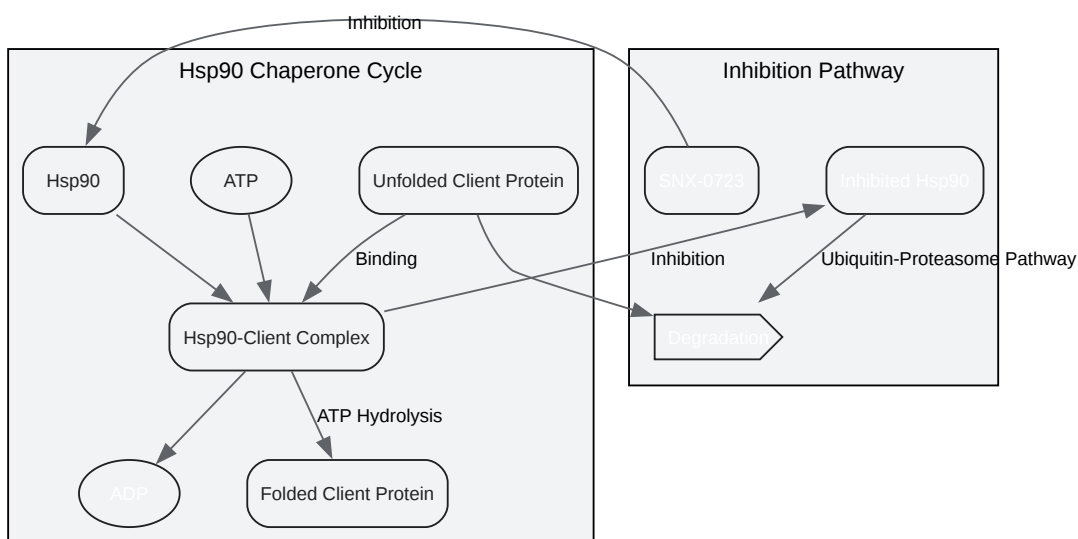 Inhibition
Hsp90 Chaperone Cycle
Inhibition Pathway
Hsp90
ATP
Unfolded Client Protein
SNX-0723
Inhibited Hsp90
Binding
Inhibition
Ubiquitin-Proteasome Pathway
Hsp90-Client Complex
Degradation
ATP Hydrolysis
ADP
Folded Client Protein